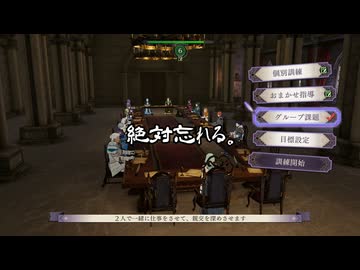 6
個別訓練
おまかせ指導
絶対忘れる。
グループ課題
目標設定
訓練開始
2人で一緒に仕事をさせて、親交を深めさせます